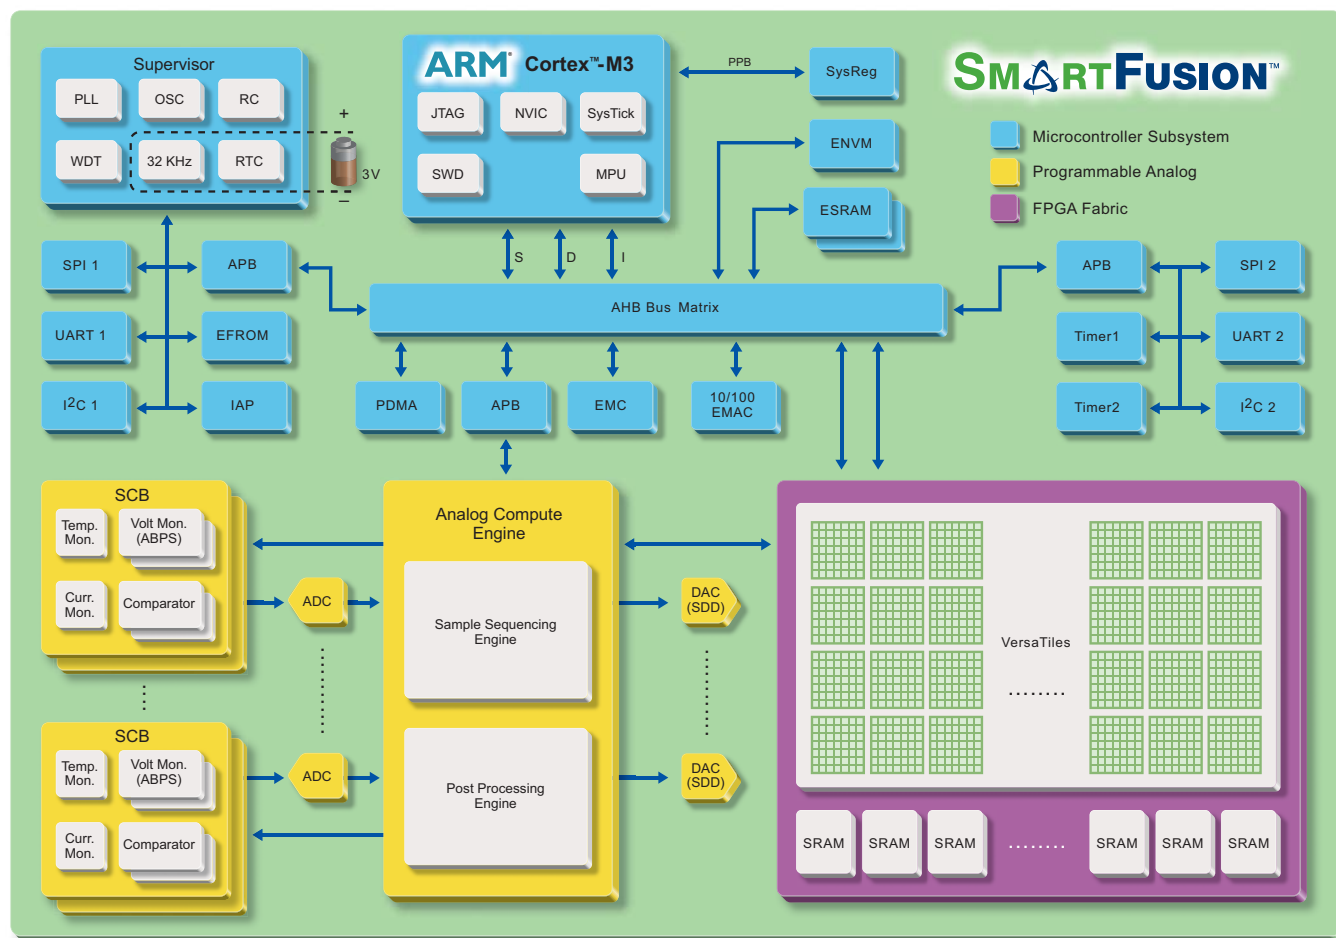 Supervisor
PLL
OSC
RC
WDT
32 KHz
RTC
+
3V
–
ARM® Cortex™-M3
JTAG
NVIC
SysTick
SWD
MPU
PPB
SysReg
ENVM
ESRAM
SMARTFUSION™
Microcontroller Subsystem
Programmable Analog
FPGA Fabric
S
D
I
SPI 1
APB
UART 1
EFROM
I²C 1
IAP
AHB Bus Matrix
PDMA
APB
EMC
10/100
EMAC
APB
SPI 2
Timer1
UART 2
Timer2
I²C 2
SCB
Temp.
Mon.
Volt Mon.
(ABPS)
Curr.
Mon.
Comparator
ADC
Analog Compute
Engine
Sample Sequencing
Engine
Post Processing
Engine
DAC
(SDD)
SCB
Temp.
Mon.
Volt Mon.
(ABPS)
Curr.
Mon.
Comparator
ADC
DAC
(SDD)
VersaTiles
........
SRAM
SRAM
SRAM
........
SRAM
SRAM
SRAM